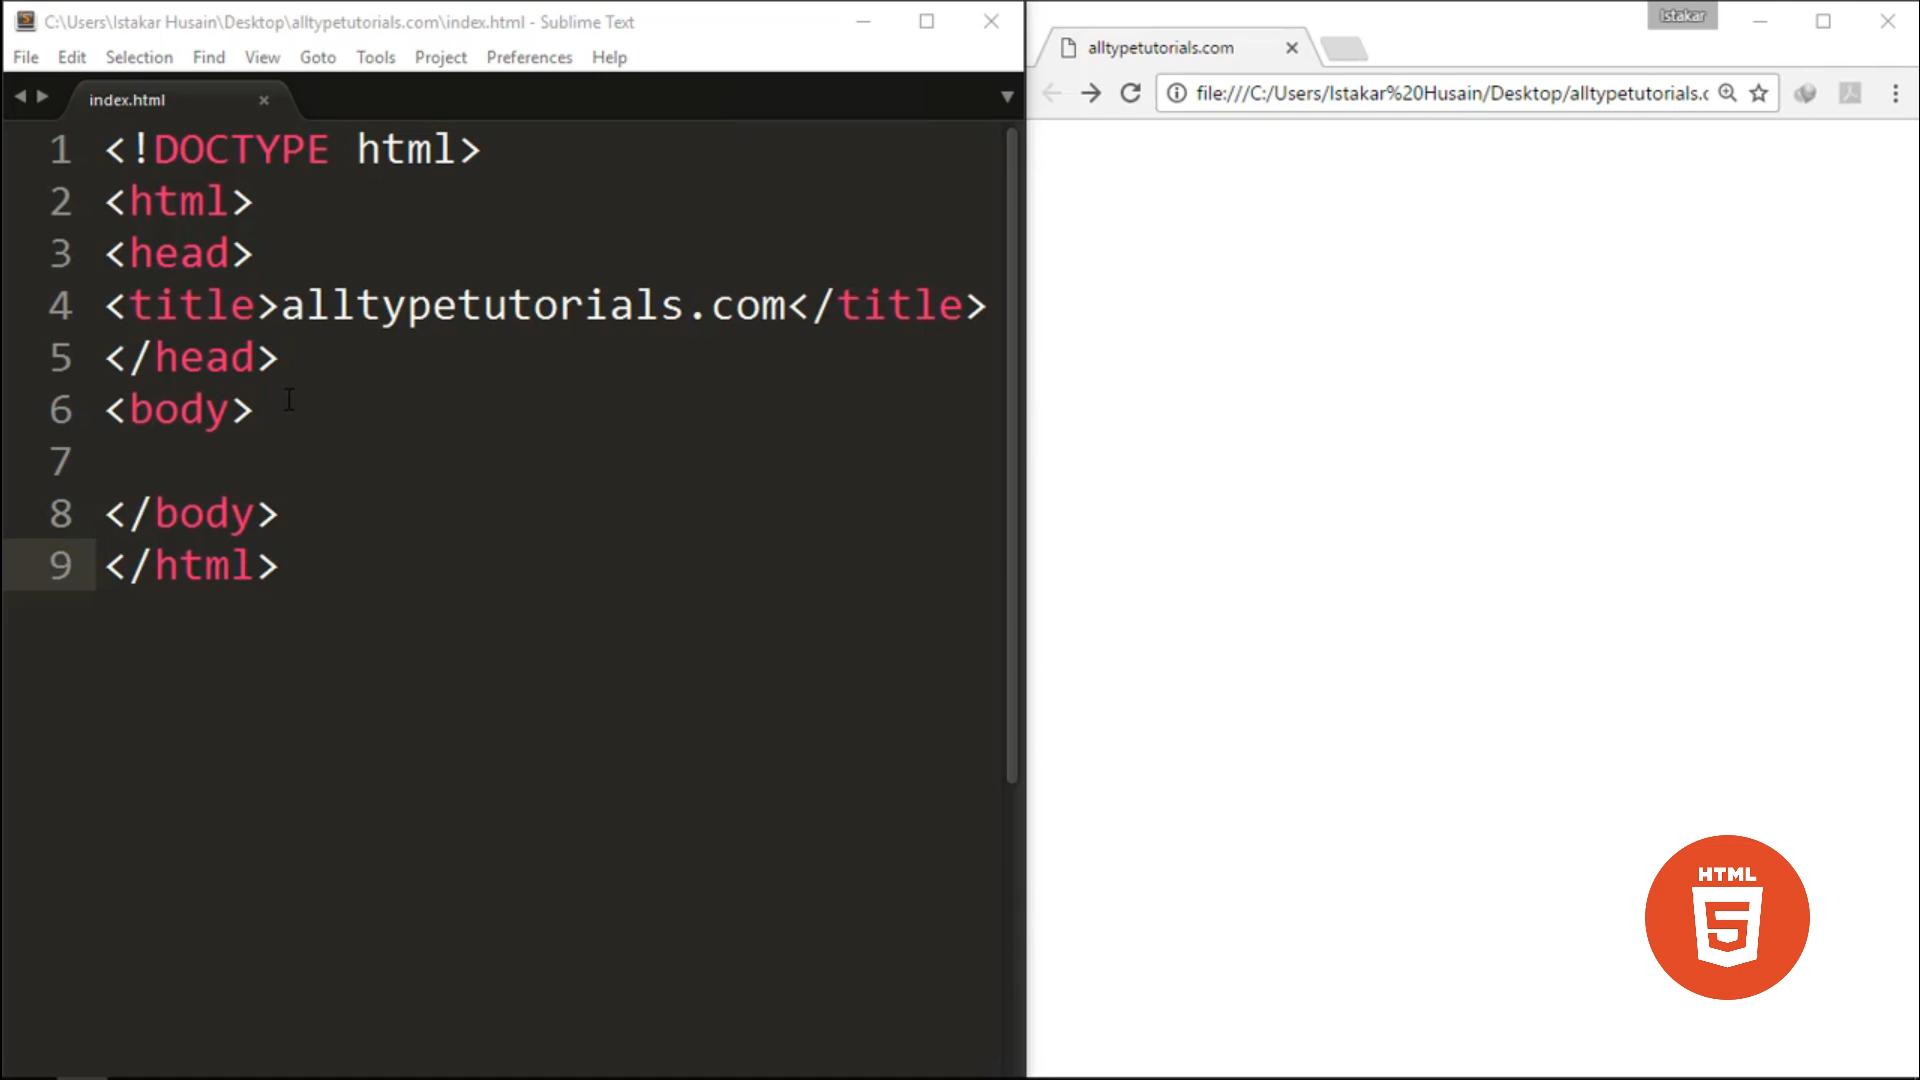 C:\Users\Istakar Husain\Desktop\alltypetutorials.com\index.html - Sublime Text
File Edit Selection Find View Goto Tools Project Preferences Help
index.html
1 <!DOCTYPE html>
2 <html>
3 <head>
4 <title>alltypetutorials.com</title>
5 </head>
6 <body>
7
8 </body>
9 </html>
Istakar
alltypetutorials.com
file:///C:/Users/Istakar%20Husain/Desktop/alltypetutorials.c
HTML
5